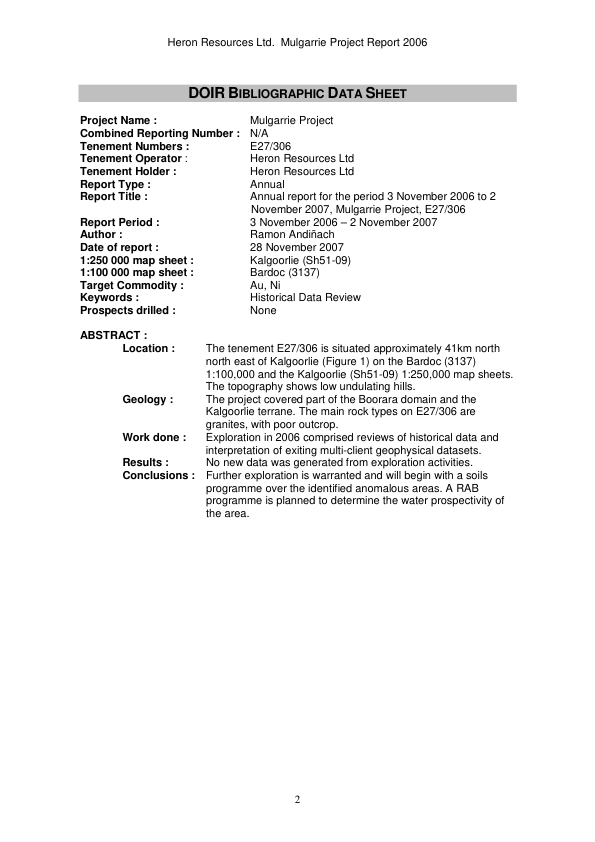 Heron Resources Ltd.  Mulgarrie Project Report 2006
DOIR BIBLIOGRAPHIC DATA SHEET
Project Name : Mulgarrie Project
Combined Reporting Number : N/A
Tenement Numbers : E27/306
Tenement Operator : Heron Resources Ltd
Tenement Holder : Heron Resources Ltd
Report Type : Annual
Report Title : Annual report for the period 3 November 2006 to 2
November 2007, Mulgarrie Project, E27/306
Report Period : 3 November 2006 – 2 November 2007
Author : Ramon Andiñach
Date of report : 28 November 2007
1:250 000 map sheet : Kalgoorlie (Sh51-09)
1:100 000 map sheet : Bardoc (3137)
Target Commodity : Au, Ni
Keywords : Historical Data Review
Prospects drilled : None
ABSTRACT :
Location : The tenement E27/306 is situated approximately 41km north
north east of Kalgoorlie (Figure 1) on the Bardoc (3137)
1:100,000 and the Kalgoorlie (Sh51-09) 1:250,000 map sheets.
The topography shows low undulating hills.
Geology : The project covered part of the Boorara domain and the
Kalgoorlie terrane. The main rock types on E27/306 are
granites, with poor outcrop.
Work done : Exploration in 2006 comprised reviews of historical data and
interpretation of exiting multi-client geophysical datasets.
Results : No new data was generated from exploration activities.
Conclusions : Further exploration is warranted and will begin with a soils
programme over the identified anomalous areas. A RAB
programme is planned to determine the water prospectivity of
the area.
2